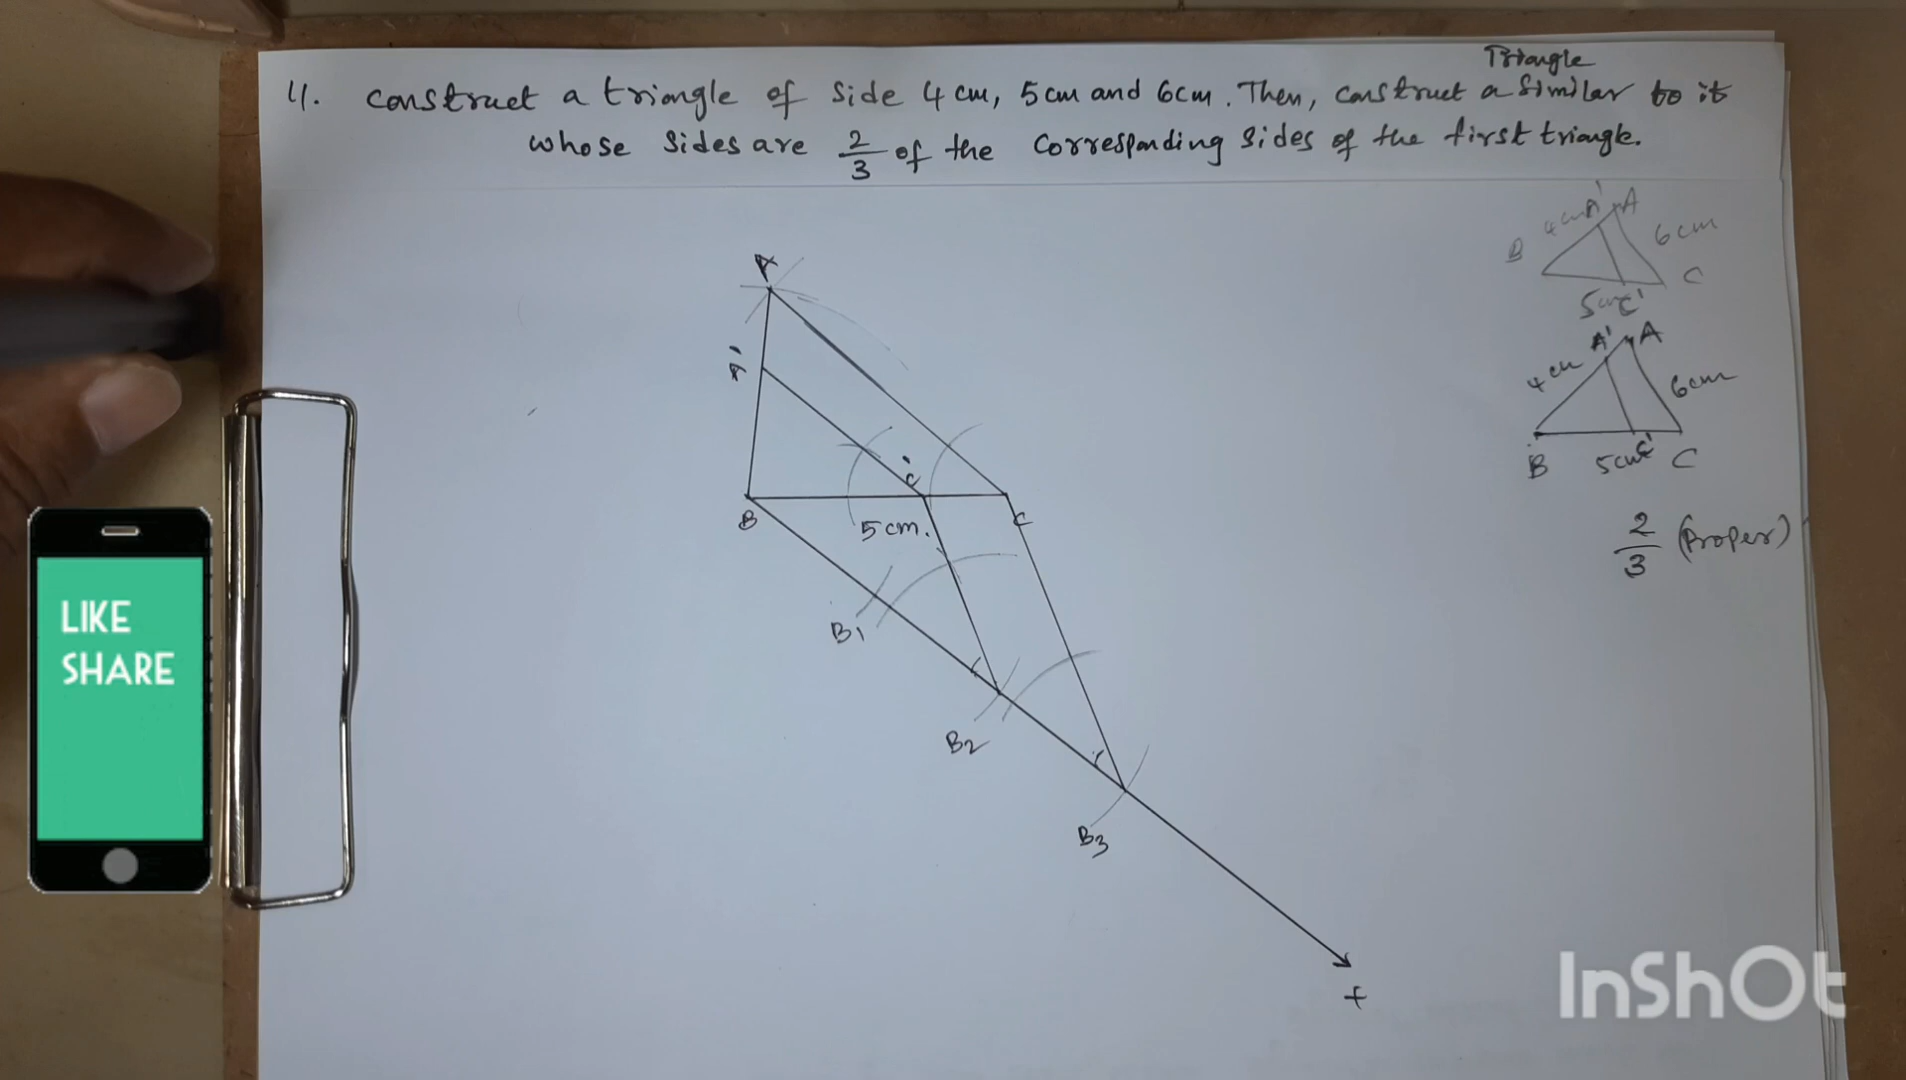 4. construct a triangle of side 4 cm, 5 cm and 6 cm. Then, construct a similar Triangle to it
whose sides are 2/3 of the corresponding sides of the first triangle.
A' A
4 cm 6 cm
B C
5 cm C'
A' A
4 cm 6 cm
B 5 cm C' C
2/3 (Proper)
A
A'
C'
B 5 cm. C
B1
B2
B3
x
LIKE
SHARE
InShOt